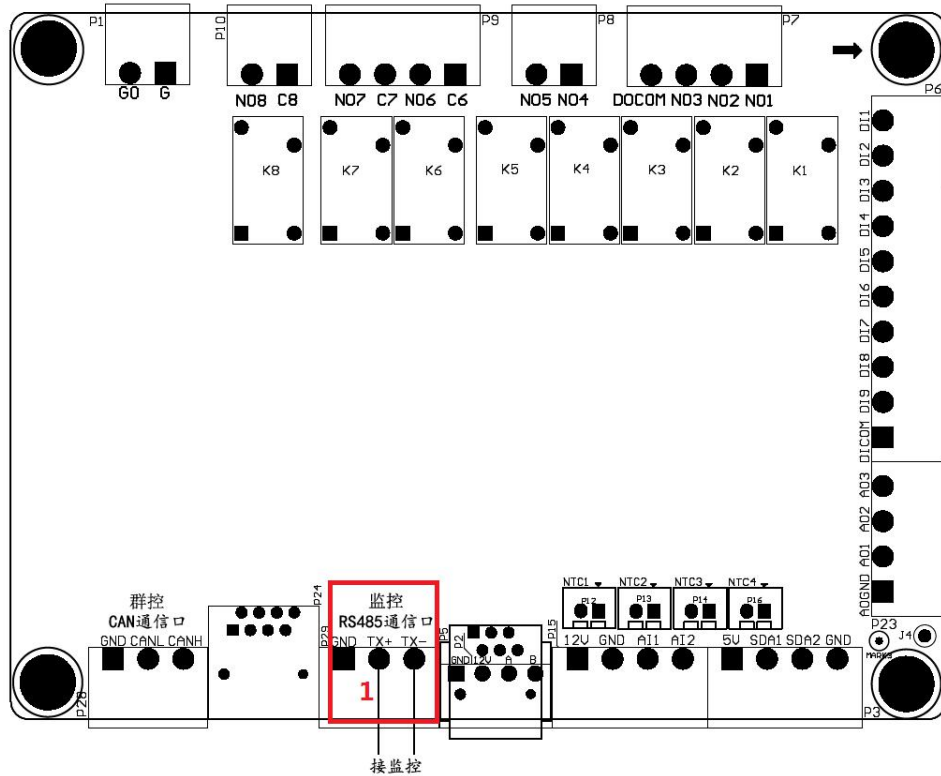 P1
P10
P9
P8
P7
P6
G0 G
NO8 C8
NO7 C7 NO6 C6
NO5 NO4
DOCOM NO3 NO2 NO1
K8
K7
K6
K5
K4
K3
K2
K1
DI1
DI2
DI3
DI4
DI5
DI6
DI7
DI8
DI9
DICOM
AO3
AO2
AO1
AOGND
P23
J4
MARK3
群控
CAN通信口
GND CANL CANH
P28
P24
监控
RS485通信口
P29
GND TX+ TX-
1
接监控
P5
P2
GND 12V A B
P15
NTC1 NTC2 NTC3 NTC4
P12 P13 P14 P16
12V GND AI1 AI2
5V SDA1 SDA2 GND
P3